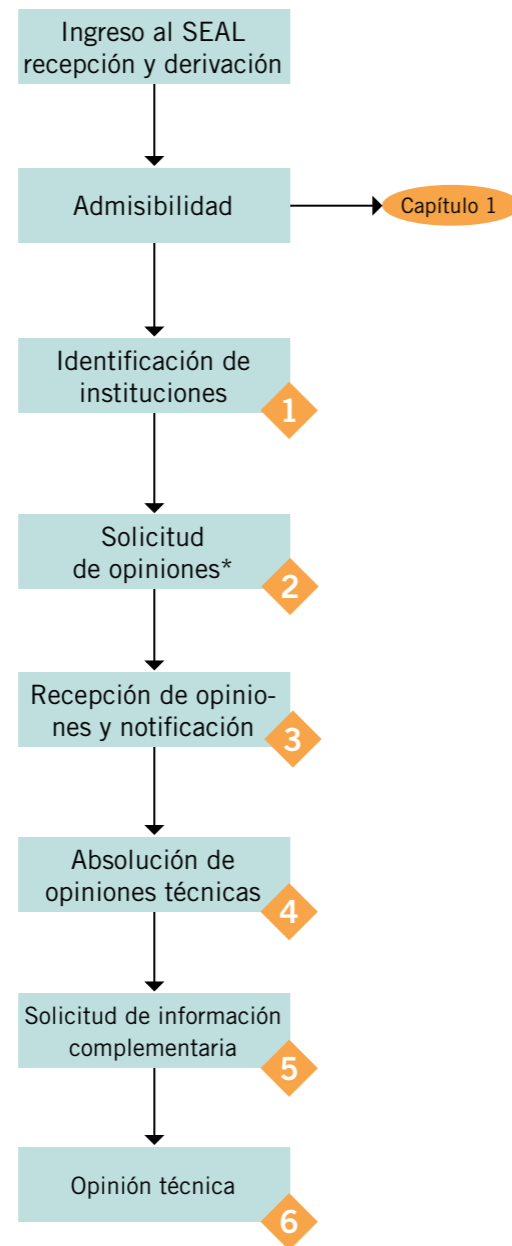 Ingreso al SEAL
recepción y derivación
Admisibilidad
Capítulo 1
Identificación de
instituciones
1
Solicitud
de opiniones*
2
Recepción de opinio-
nes y notificación
3
Absolución de
opiniones técnicas
4
Solicitud de información
complementaria
5
Opinión técnica
6